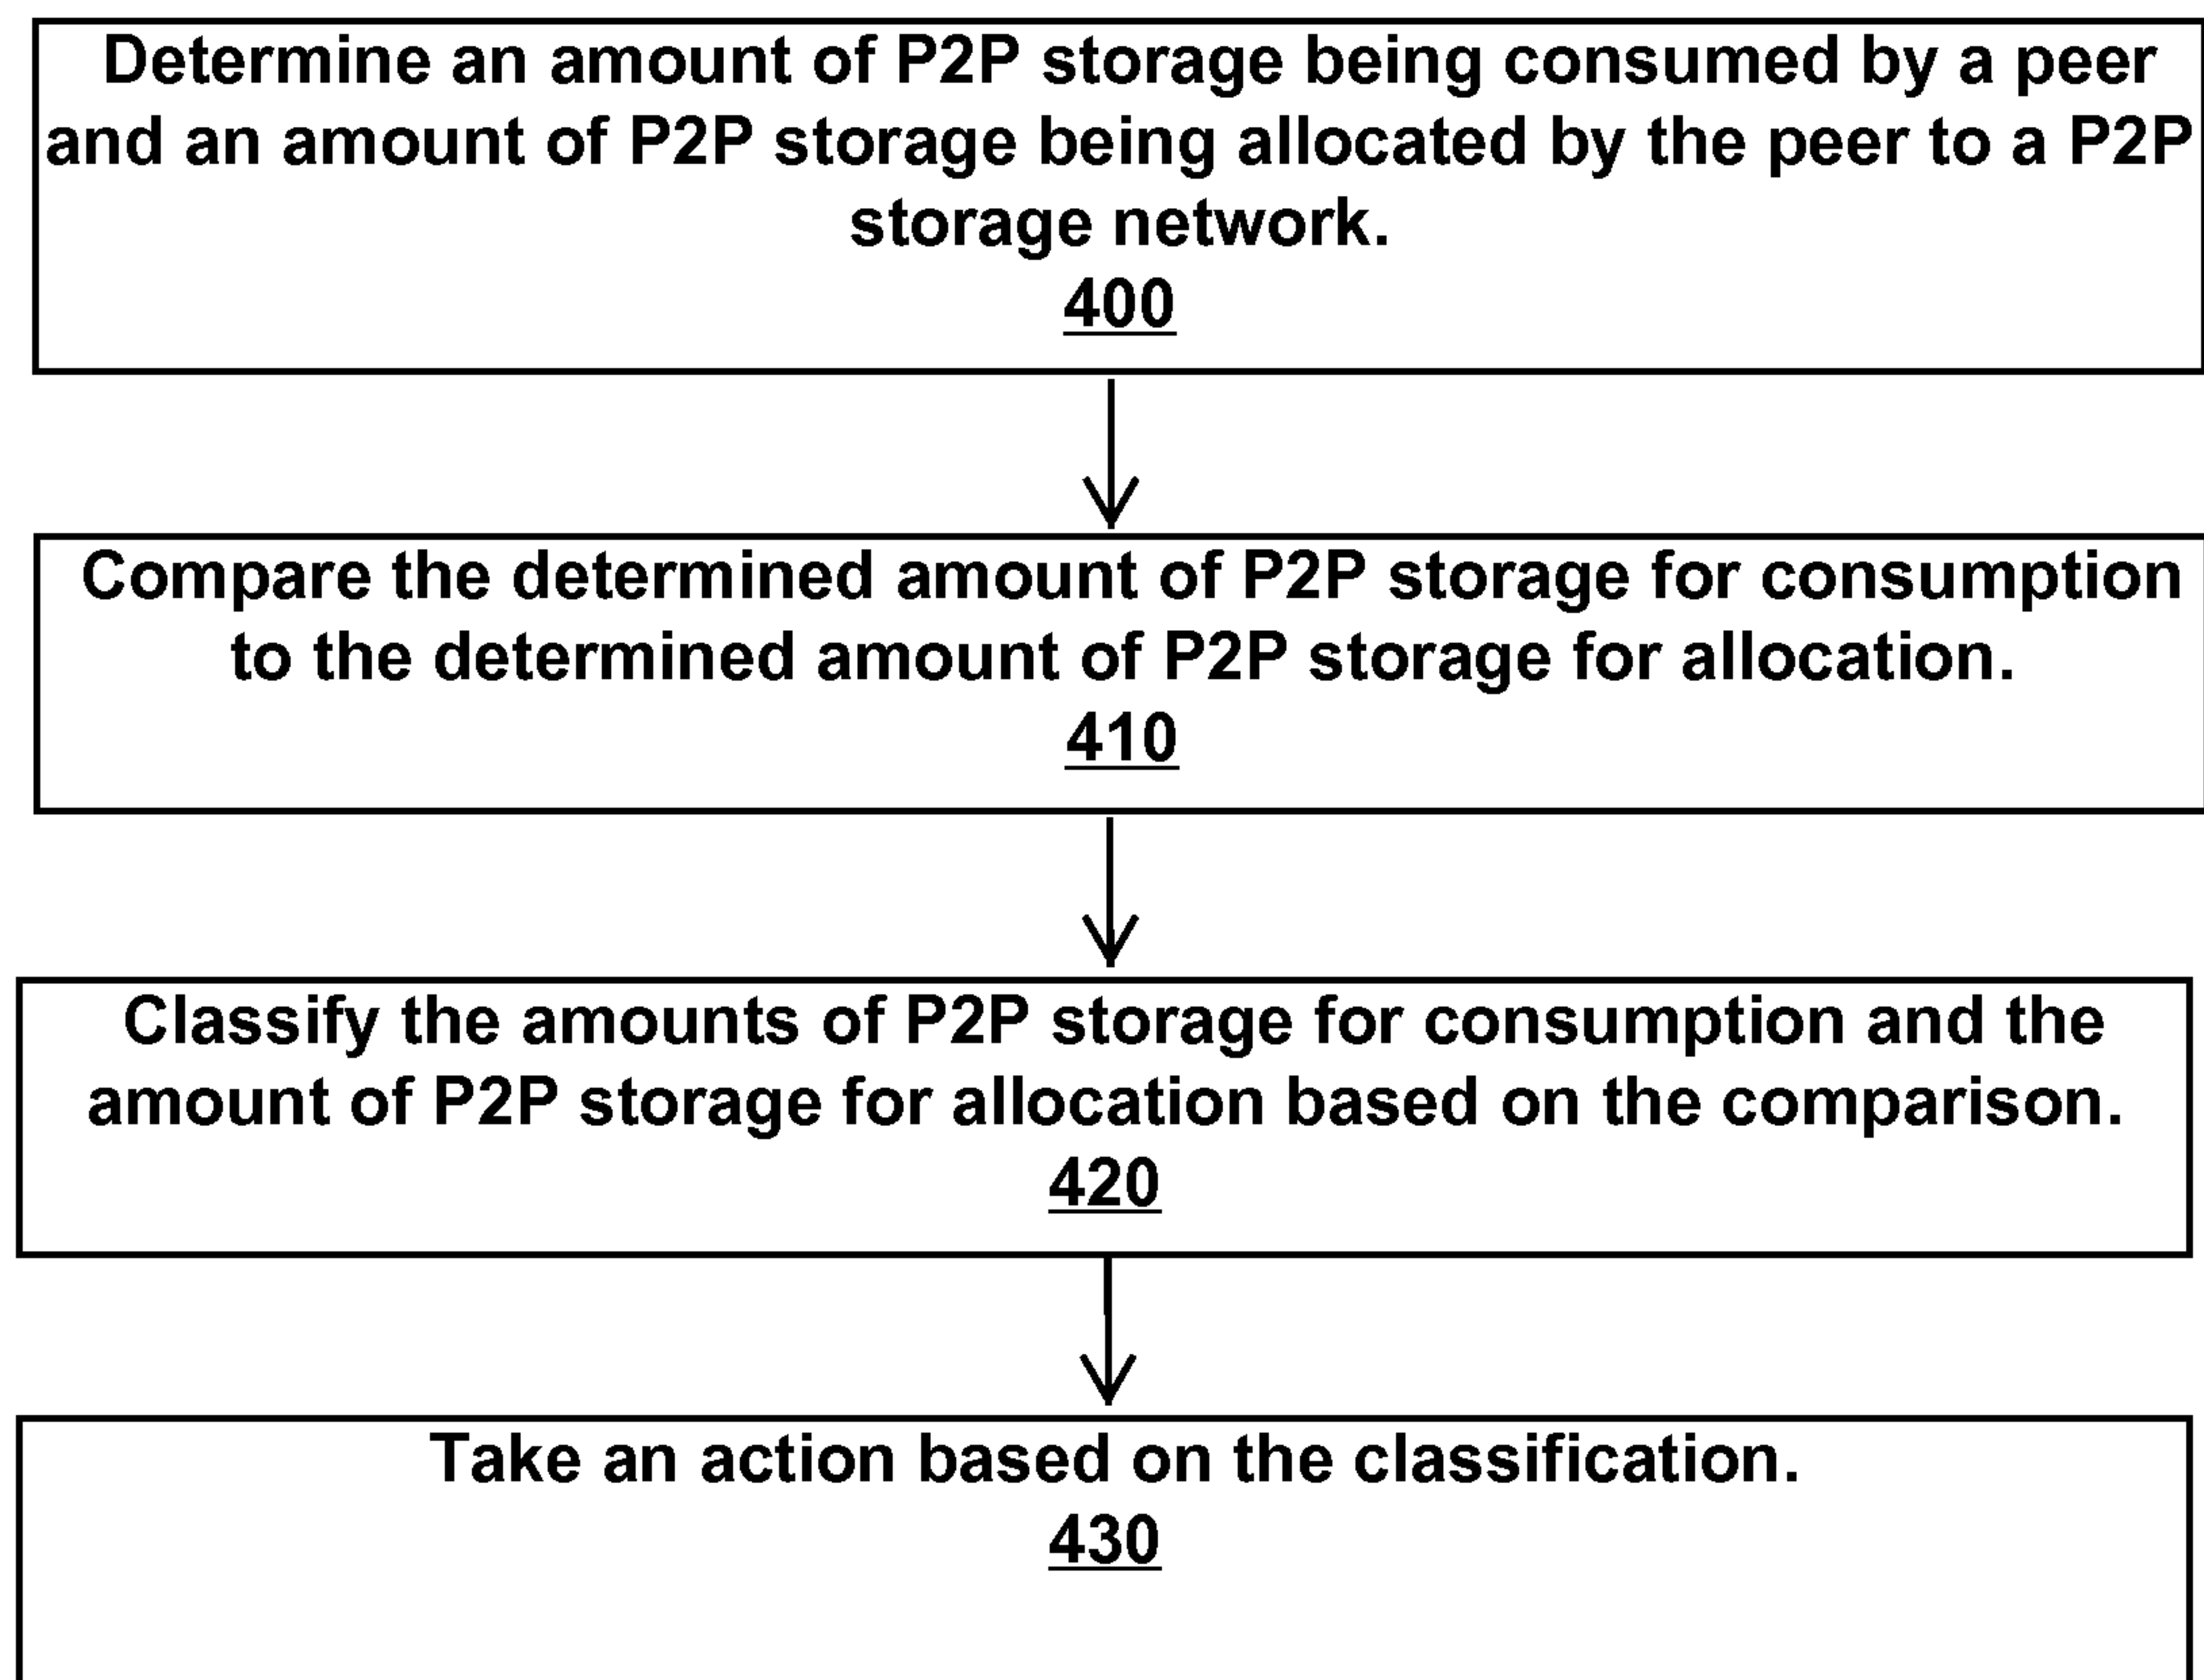 Determine an amount of P2P storage being consumed by a peer
and an amount of P2P storage being allocated by the peer to a P2P
storage network.
400
Compare the determined amount of P2P storage for consumption
to the determined amount of P2P storage for allocation.
410
Classify the amounts of P2P storage for consumption and the
amount of P2P storage for allocation based on the comparison.
420
Take an action based on the classification.
430